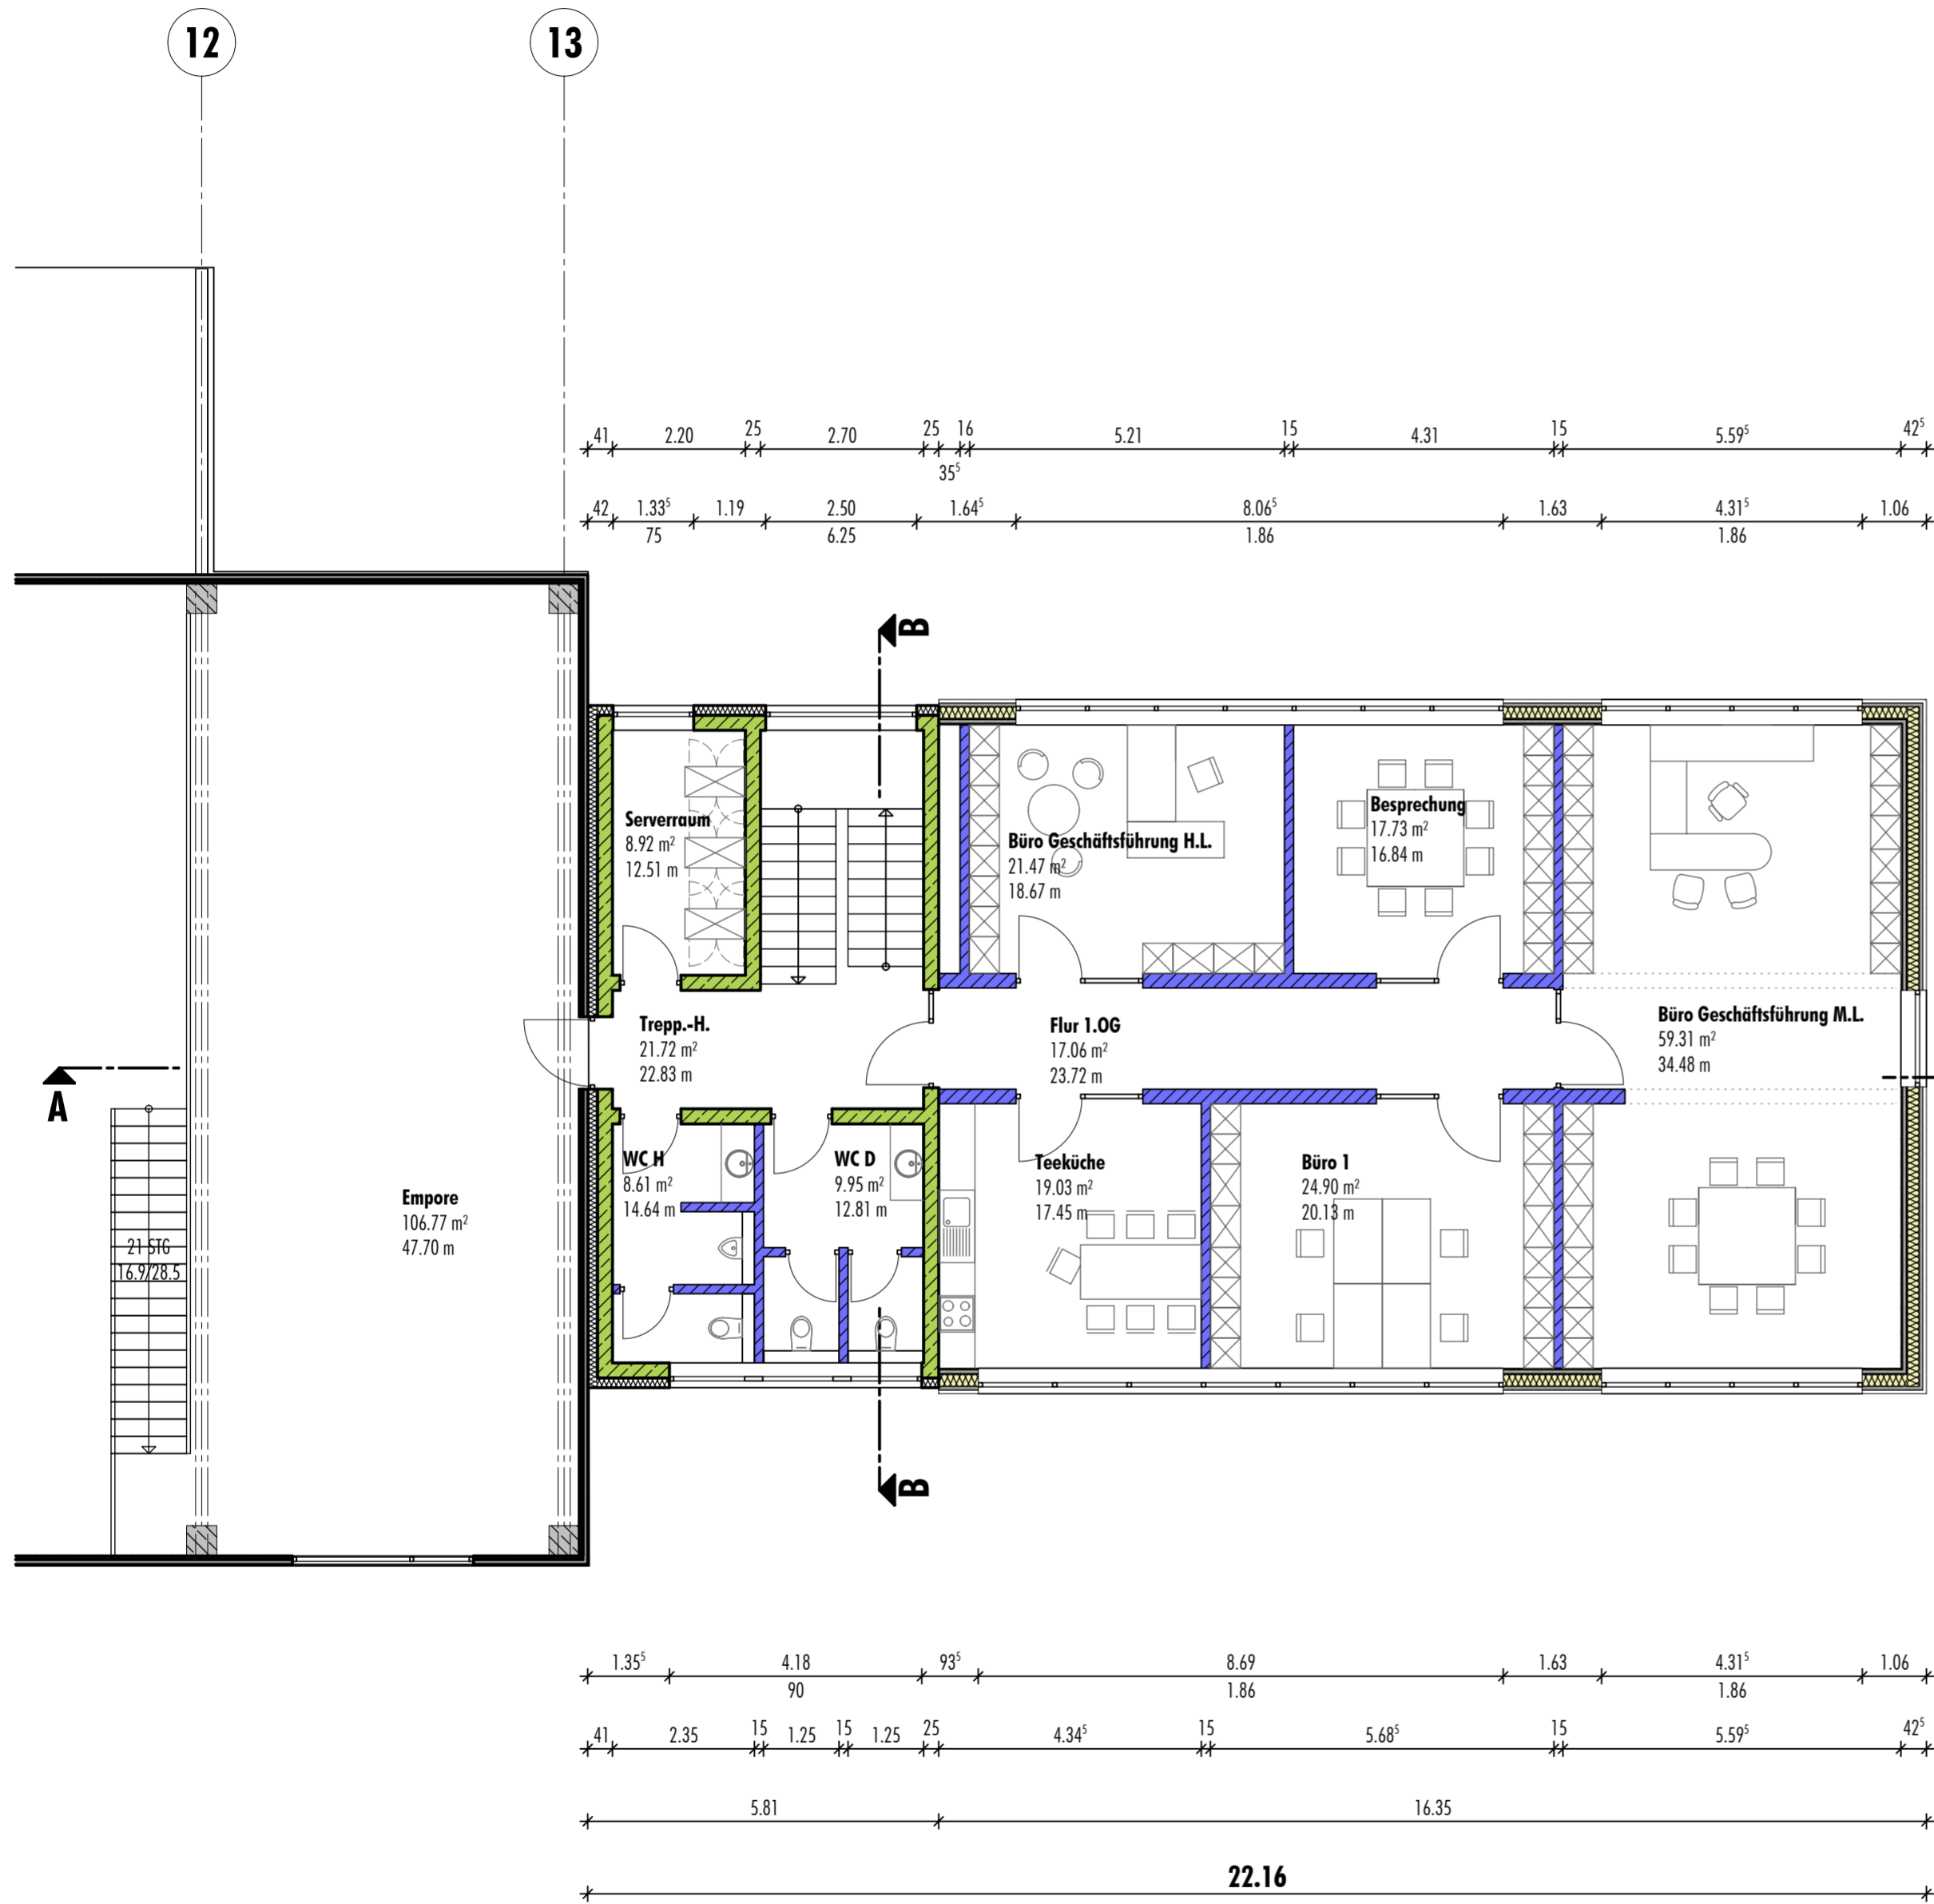 12
13
41 2.20 25 2.70 25 16 5.21 15 4.31 15 5.59⁵ 42⁵
35⁵
42 1.33⁵ 1.19 2.50 1.64⁵ 8.06⁵ 1.63 4.31⁵ 1.06
75 6.25 1.86 1.86
B
Serverraum
8.92 m²
12.51 m
Büro Geschäftsführung H.L.
21.47 m²
18.67 m
Besprechung
17.73 m²
16.84 m
Trepp.-H.
21.72 m²
22.83 m
Flur 1.OG
17.06 m²
23.72 m
Büro Geschäftsführung M.L.
59.31 m²
34.48 m
A
Empore
106.77 m²
47.70 m
21 STG
16.9/28.5
WC H
8.61 m²
14.64 m
WC D
9.95 m²
12.81 m
Teeküche
19.03 m²
17.45 m
Büro 1
24.90 m²
20.13 m
B
1.35⁵ 4.18 93⁵ 8.69 1.63 4.31⁵ 1.06
90 1.86 1.86
41 2.35 15 1.25 15 1.25 25 4.34⁵ 15 5.68⁵ 15 5.59⁵ 42⁵
5.81 16.35
22.16